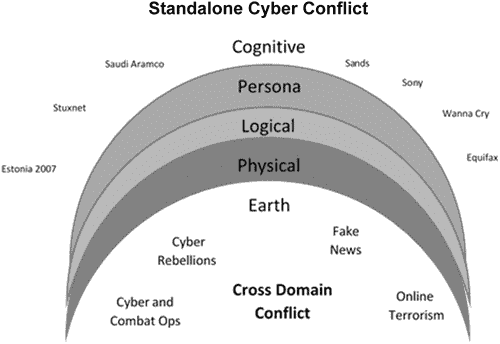 Standalone Cyber Conflict
Cognitive
Saudi Aramco
Sands
Persona
Sony
Stuxnet
Wanna Cry
Logical
Equifax
Estonia 2007
Physical
Earth
Fake
News
Cyber
Rebellions
Cross Domain
Conflict
Cyber and
Combat Ops
Online
Terrorism